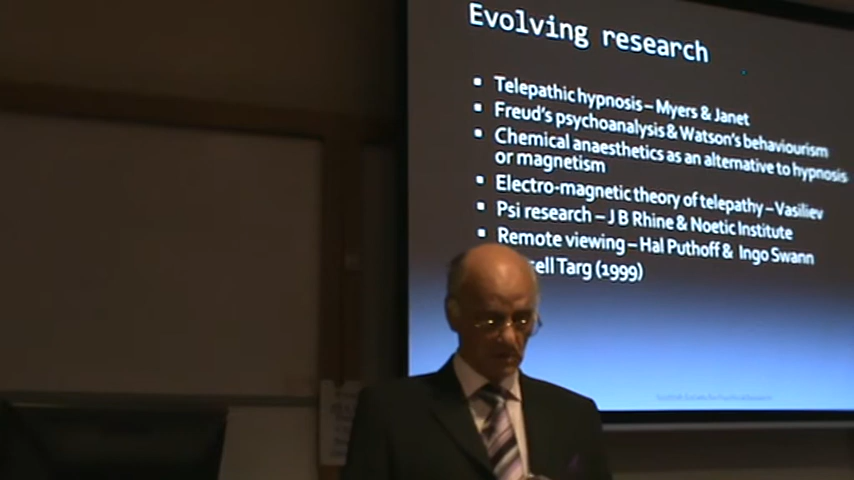 Evolving research
▪ Telepathic hypnosis – Myers & Janet
▪ Freud's psychoanalysis & Watson's behaviourism
▪ Chemical anaesthetics as an alternative to hypnosis
or magnetism
▪ Electro-magnetic theory of telepathy – Vasiliev
▪ Psi research – J B Rhine & Noetic Institute
▪ Remote viewing – Hal Puthoff & Ingo Swann
Targ (1999)